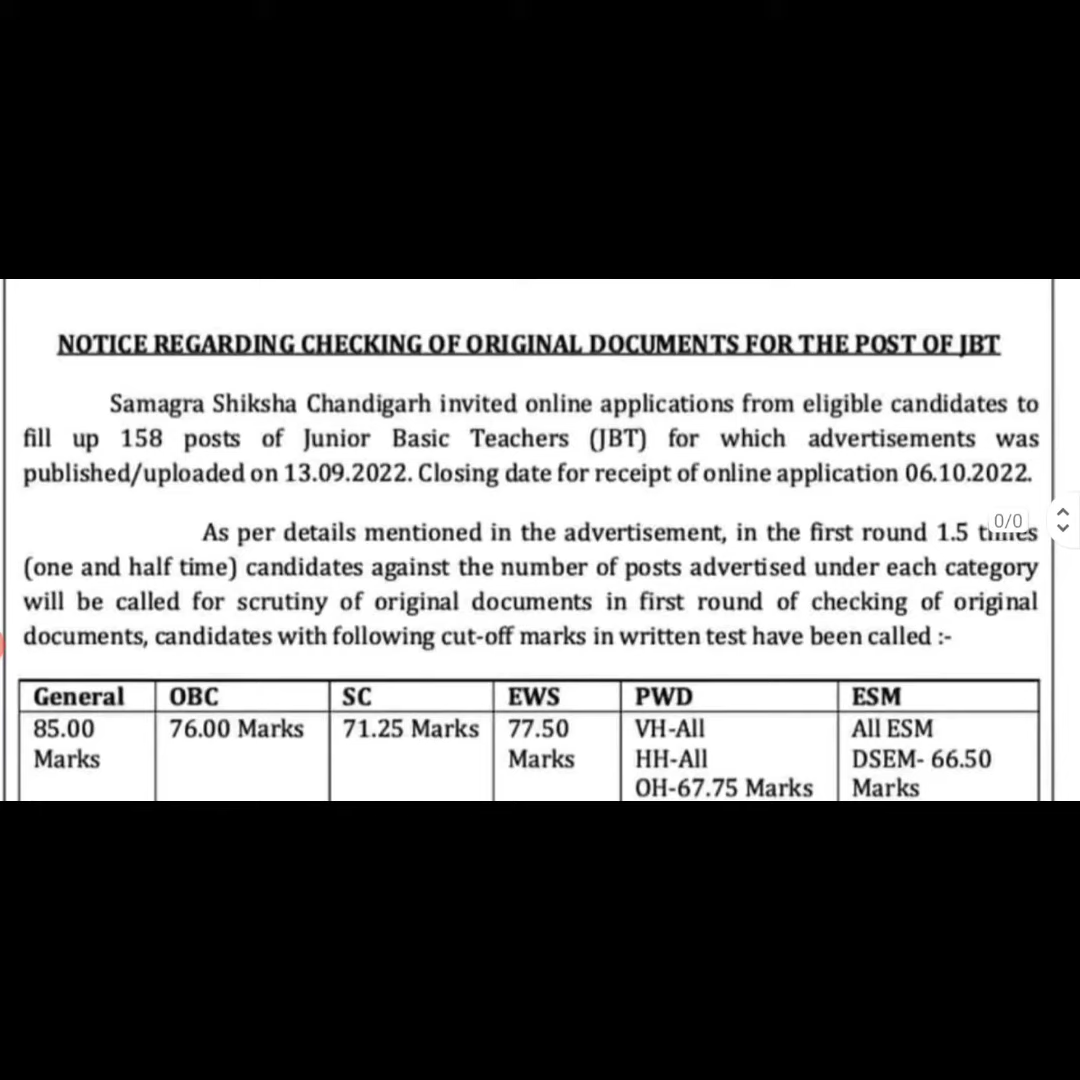 NOTICE REGARDING CHECKING OF ORIGINAL DOCUMENTS FOR THE POST OF JBT
Samagra Shiksha Chandigarh invited online applications from eligible candidates to
fill up 158 posts of Junior Basic Teachers (JBT) for which advertisements was
published/uploaded on 13.09.2022. Closing date for receipt of online application 06.10.2022.
0/0
As per details mentioned in the advertisement, in the first round 1.5 times
(one and half time) candidates against the number of posts advertised under each category
will be called for scrutiny of original documents in first round of checking of original
documents, candidates with following cut-off marks in written test have been called :-
General OBC SC EWS PWD ESM
85.00 76.00 Marks 71.25 Marks 77.50 VH-All All ESM
Marks Marks HH-All DSEM- 66.50
OH-67.75 Marks Marks